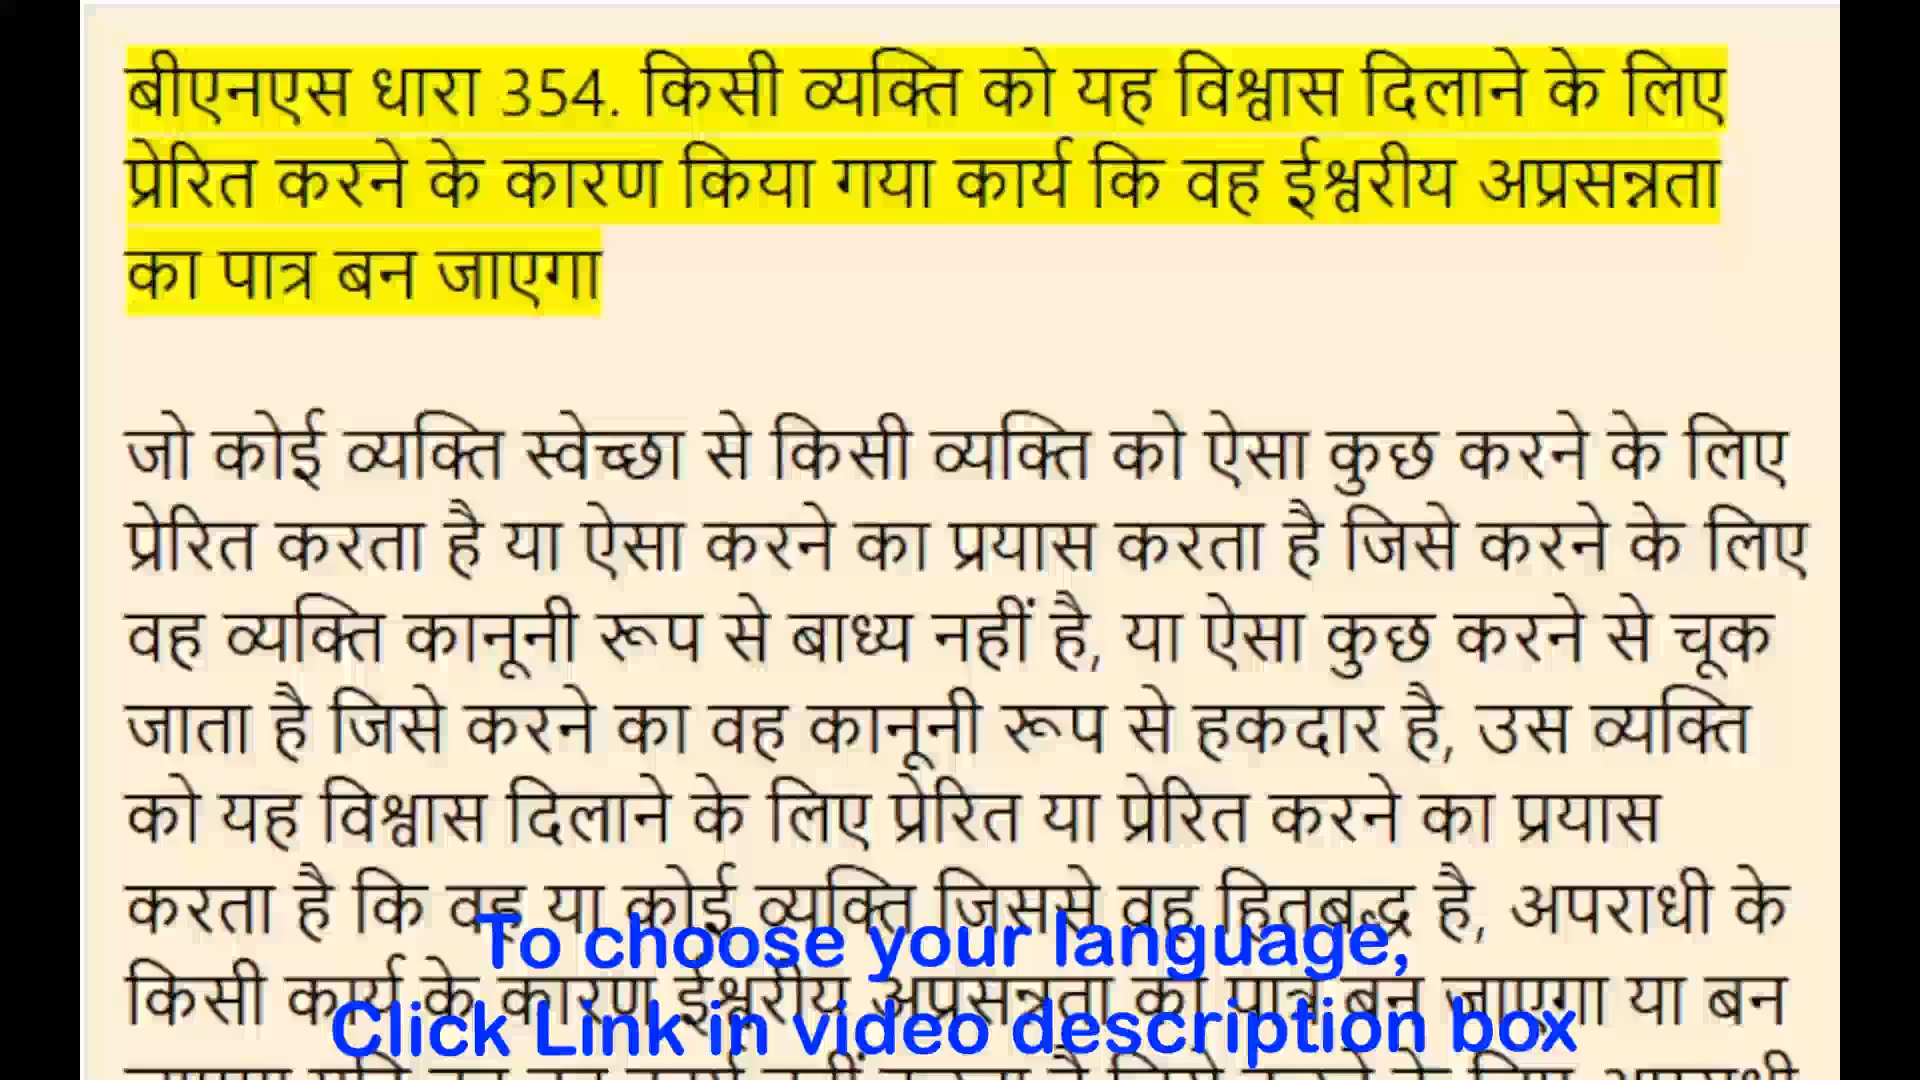 बीएनएस धारा 354. किसी व्यक्ति को यह विश्वास दिलाने के लिए
प्रेरित करने के कारण किया गया कार्य कि वह ईश्वरीय अप्रसन्नता
का पात्र बन जाएगा
जो कोई व्यक्ति स्वेच्छा से किसी व्यक्ति को ऐसा कुछ करने के लिए
प्रेरित करता है या ऐसा करने का प्रयास करता है जिसे करने के लिए
वह व्यक्ति कानूनी रूप से बाध्य नहीं है, या ऐसा कुछ करने से चूक
जाता है जिसे करने का वह कानूनी रूप से हकदार है, उस व्यक्ति
को यह विश्वास दिलाने के लिए प्रेरित या प्रेरित करने का प्रयास
करता है कि वह या कोई व्यक्ति जिससे वह हितबद्ध है, अपराधी के
To choose your language,
किसी कार्य के कारण ईश्वरीय अप्रसन्नता का पात्र बन जाएगा या बन
Click Link in video description box